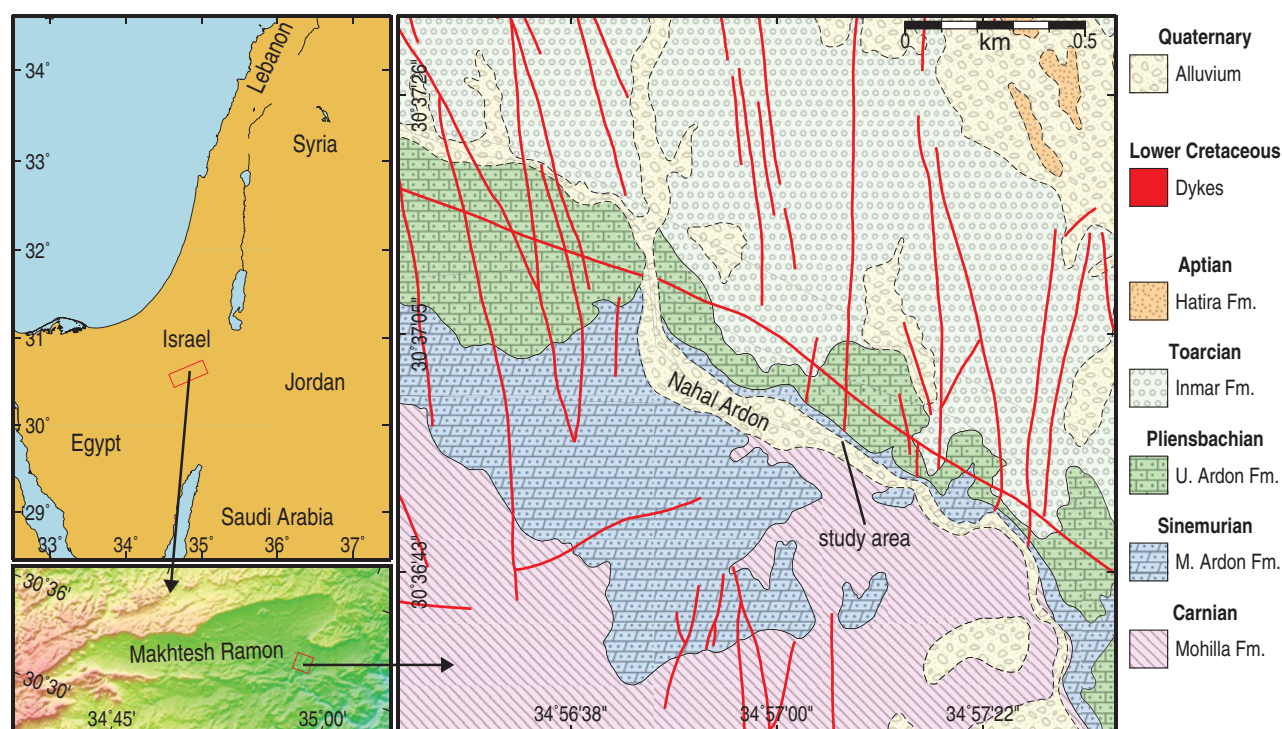 34°
33°
32°
31°
30°
29°
33°
34°
35°
36°
37°
Lebanon
Syria
Israel
Jordan
Egypt
Saudi Arabia
30°36'
30°30'
Makhtesh Ramon
34°45'
35°00'
0
km
0.5
30°37'26"
30°37'05"
30°36'43"
Nahal Ardon
study area
34°56'38"
34°57'00"
34°57'22"
Quaternary
Alluvium
Lower Cretaceous
Dykes
Aptian
Hatira Fm.
Toarcian
Inmar Fm.
Pliensbachian
U. Ardon Fm.
Sinemurian
M. Ardon Fm.
Carnian
Mohilla Fm.